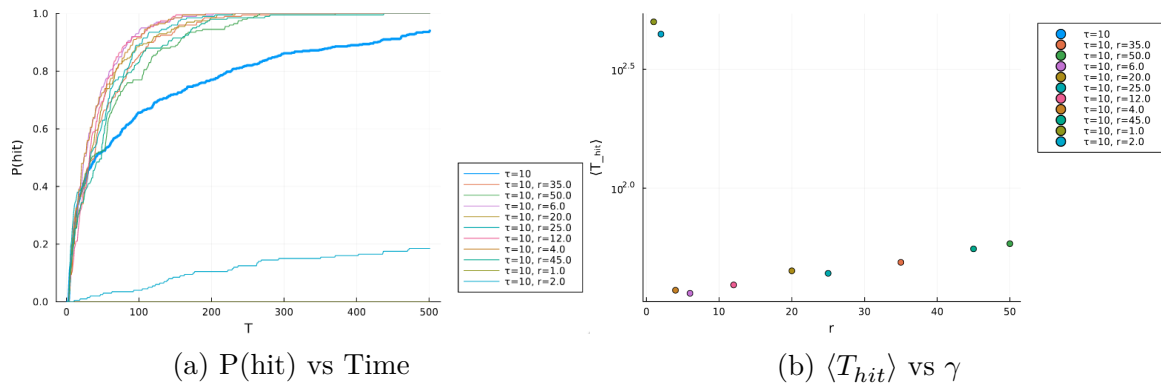 P(hit)
1.0
0.8
0.6
0.4
0.2
0.0
0
100
200
300
400
500
T
τ=10
τ=10, r=35.0
τ=10, r=50.0
τ=10, r=6.0
τ=10, r=20.0
τ=10, r=25.0
τ=10, r=12.0
τ=10, r=4.0
τ=10, r=45.0
τ=10, r=1.0
τ=10, r=2.0
(a) P(hit) vs Time
⟨T_hit⟩
10^2.5
10^2.0
0
10
20
30
40
50
r
τ=10
τ=10, r=35.0
τ=10, r=50.0
τ=10, r=6.0
τ=10, r=20.0
τ=10, r=25.0
τ=10, r=12.0
τ=10, r=4.0
τ=10, r=45.0
τ=10, r=1.0
τ=10, r=2.0
(b) ⟨T_hit⟩ vs γ